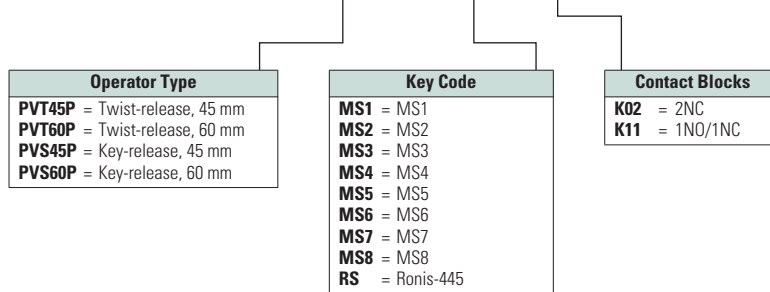 Operator Type
PVT45P = Twist-release, 45 mm
PVT60P = Twist-release, 60 mm
PVS45P = Key-release, 45 mm
PVS60P = Key-release, 60 mm
Key Code
MS1 = MS1
MS2 = MS2
MS3 = MS3
MS4 = MS4
MS5 = MS5
MS6 = MS6
MS7 = MS7
MS8 = MS8
RS = Ronis-445
Contact Blocks
K02 = 2NC
K11 = 1NO/1NC